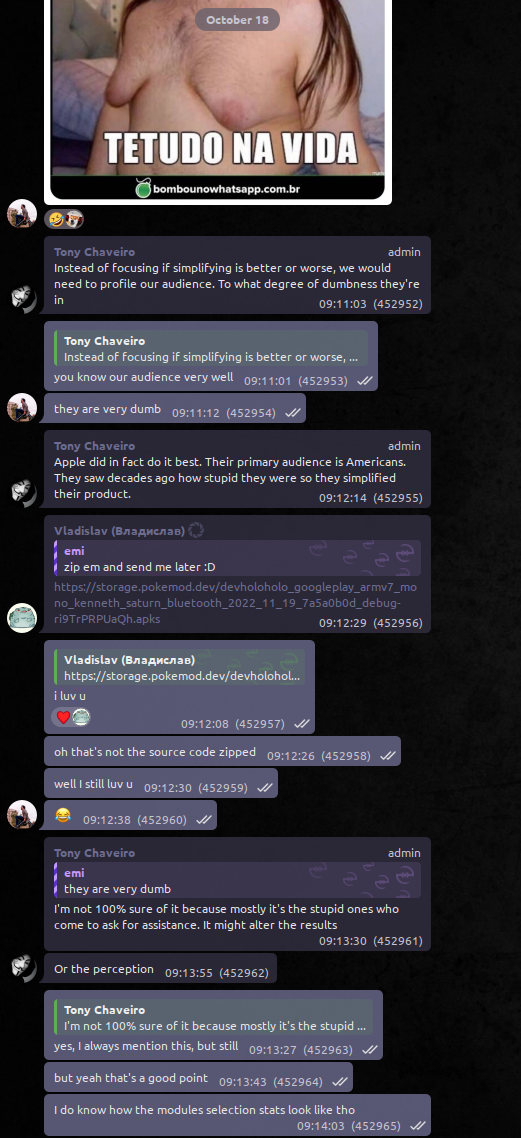 October 18
TETUDO NA VIDA
bombounowhatsapp.com.br
Tony Chaveiro admin
Instead of focusing if simplifying is better or worse, we would
need to profile our audience. To what degree of dumbness they're
in 09:11:03 (452952)
Tony Chaveiro
Instead of focusing if simplifying is better or worse, ...
you know our audience very well 09:11:01 (452953)
they are very dumb 09:11:12 (452954)
Tony Chaveiro admin
Apple did in fact do it best. Their primary audience is Americans.
They saw decades ago how stupid they were so they simplified
their product. 09:12:14 (452955)
Vladislav (Владислав)
emi
zip em and send me later :D
https://storage.pokemod.dev/devholoholo_googleplay_armv7_mo
no_kenneth_saturn_bluetooth_2022_11_19_7a5a0b0d_debug-
ri9TrPRPUaQh.apks 09:12:29 (452956)
Vladislav (Владислав)
https://storage.pokemod.dev/devholohol...
i luv u
09:12:08 (452957)
oh that's not the source code zipped 09:12:26 (452958)
well I still luv u 09:12:30 (452959)
😂 09:12:38 (452960)
Tony Chaveiro admin
emi
they are very dumb
I'm not 100% sure of it because mostly it's the stupid ones who
come to ask for assistance. It might alter the results
09:13:30 (452961)
Or the perception 09:13:55 (452962)
Tony Chaveiro
I'm not 100% sure of it because mostly it's the stupid ...
yes, I always mention this, but still 09:13:27 (452963)
but yeah that's a good point 09:13:43 (452964)
I do know how the modules selection stats look like tho
09:14:03 (452965)